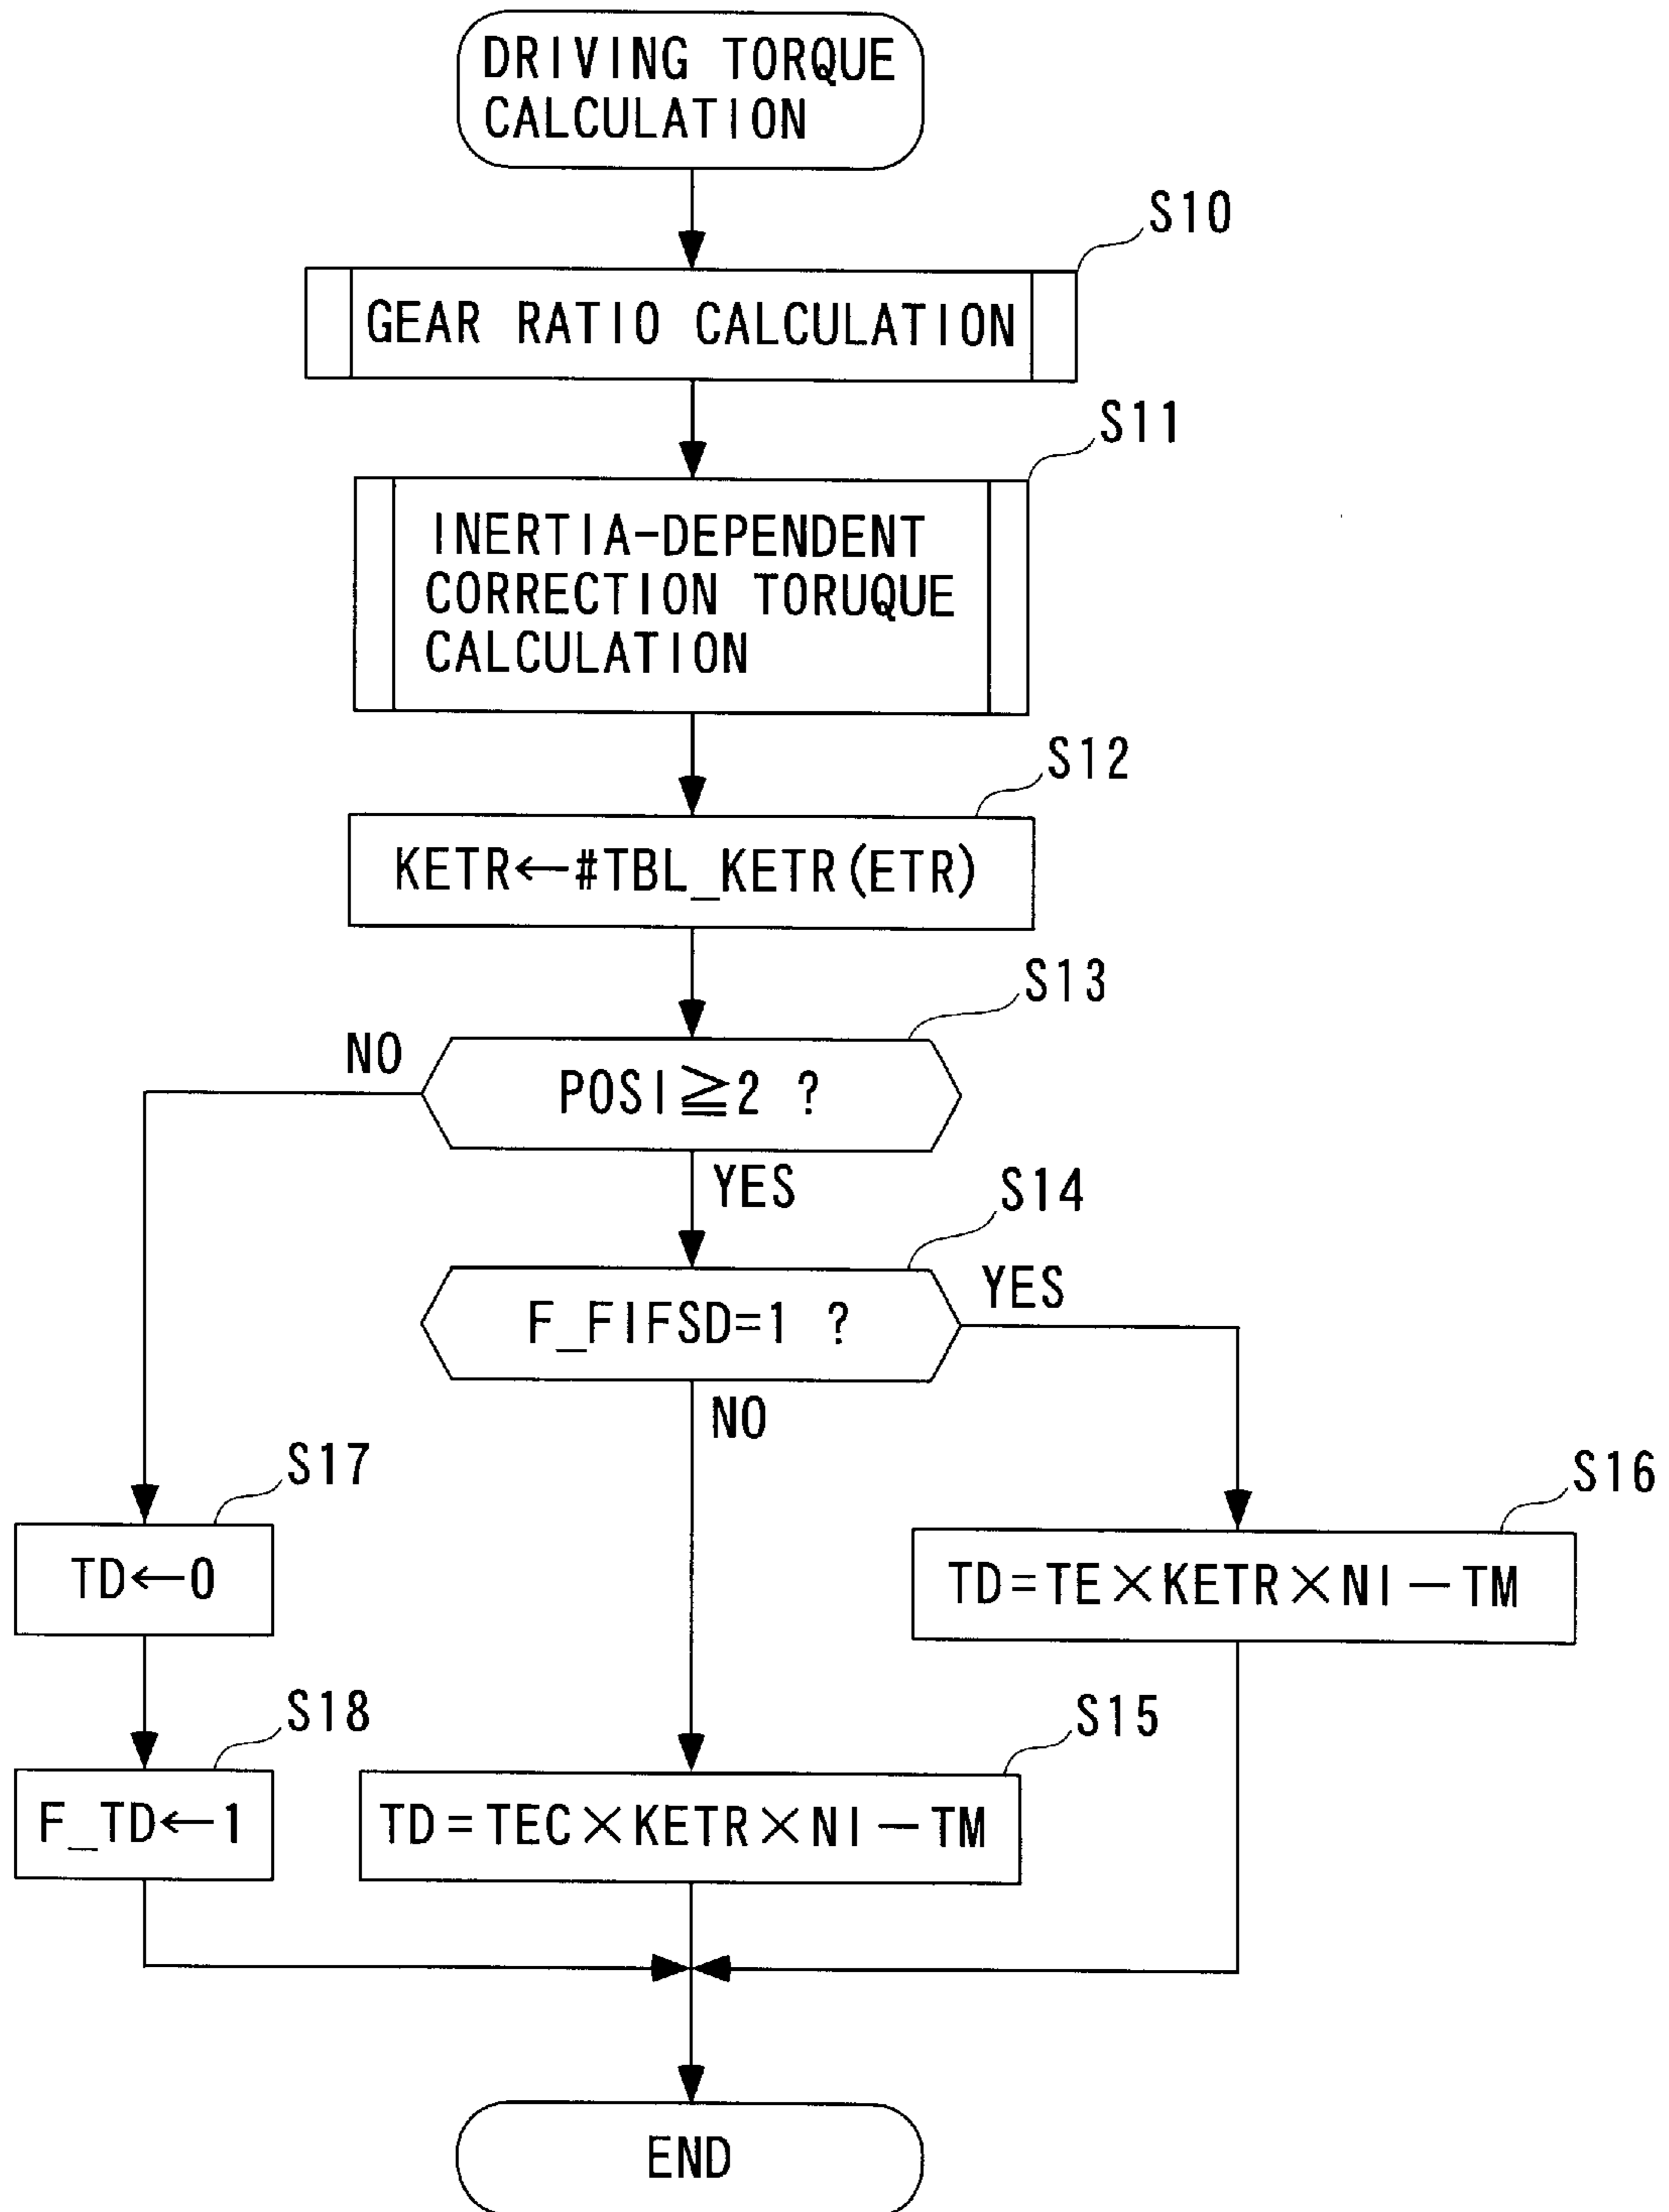 DRIVING TORQUE
CALCULATION
S10
GEAR RATIO CALCULATION
S11
INERTIA-DEPENDENT
CORRECTION TORUQUE
CALCULATION
S12
KETR←#TBL_KETR(ETR)
S13
NO
POSI≧2 ?
YES
S14
YES
F_FIFSD=1 ?
NO
S17
S16
TD←0
TD=TE×KETR×NI−TM
S18
S15
F_TD←1
TD=TEC×KETR×NI−TM
END